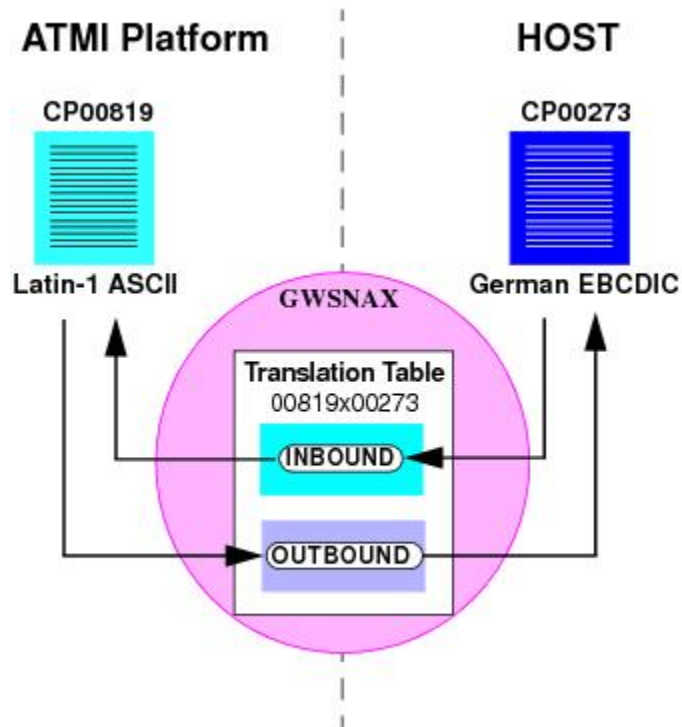 ATMI Platform
HOST
CP00819
CP00273
Latin-1 ASCII
German EBCDIC
GWSNAX
Translation Table
00819x00273
INBOUND
OUTBOUND